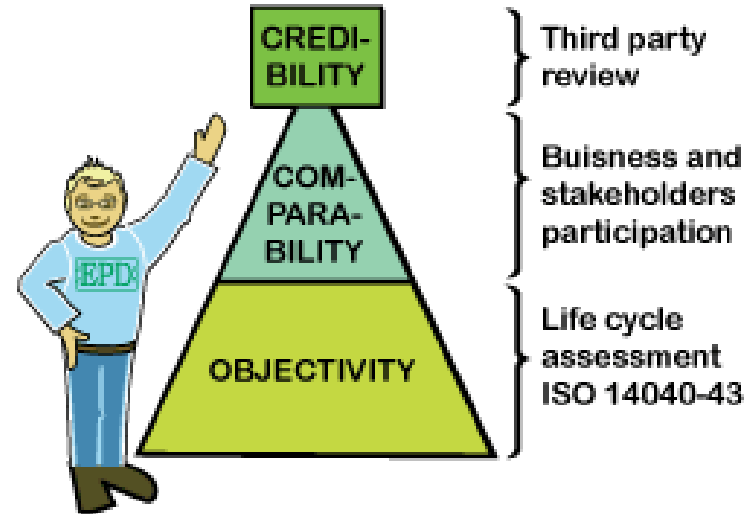 CREDI-
BILITY
Third party
review
COM-
PARA-
BILITY
Buisness and
stakeholders
participation
EPD
OBJECTIVITY
Life cycle
assessment
ISO 14040-43